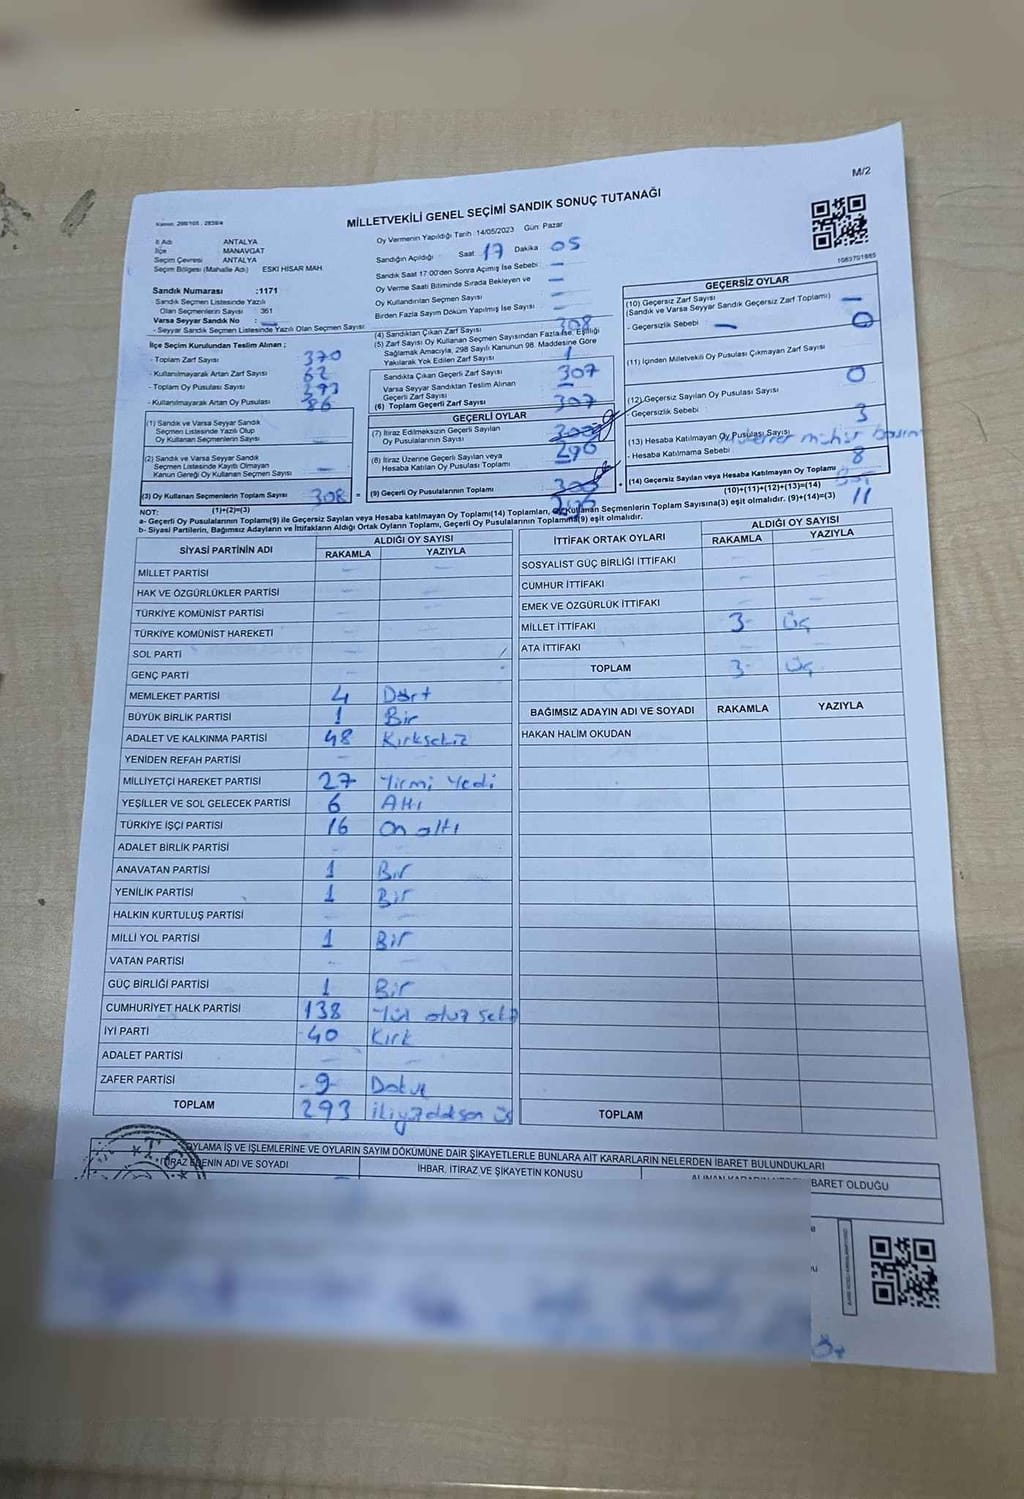 M/2
MİLLETVEKİLİ GENEL SEÇİMİ SANDIK SONUÇ TUTANAĞI
İl Adı ANTALYA
İlçe MANAVGAT
Seçim Çevresi ANTALYA
Seçim Bölgesi (Mahalle Adı) ESKİ HİSAR MAH
Sandık Numarası :1171
Sandık Seçmen Listesinde Yazılı
Olan Seçmenlerin Sayısı : 361
Varsa Seyyar Sandık No : —
- Seyyar Sandık Seçmen Listesinde Yazılı Olan Seçmen Sayısı
Oy Vermenin Yapıldığı Tarih 14/05/2023 Gün Pazar
Sandığın Açıldığı Saat 17 Dakika 05
Sandık Saat 17:00'den Sonra Açımış İse Sebebi —
Oy Verme Saati Bitiminde Sırada Bekleyen ve —
Oy Kullandırılan Seçmen Sayısı —
Birden Fazla Sayım Döküm Yapılmış İse Sayısı —
1083701885
İlçe Seçim Kurulundan Teslim Alınan ;
- Toplam Zarf Sayısı 370
- Kullanılmayarak Artan Zarf Sayısı 62
- Toplam Oy Pusulası Sayısı
- Kullanılmayarak Artan Oy Pusulası 86
(4) Sandıktan Çıkan Zarf Sayısı 308
(5) Zarf Sayısı Oy Kullanan Seçmen Sayısından Fazla ise, Eşitliği
Sağlamak Amacıyla, 298 Sayılı Kanunun 98. Maddesine Göre
Yakılarak Yok Edilen Zarf Sayısı 1
Sandıkta Çıkan Geçerli Zarf Sayısı 307
Varsa Seyyar Sandıktan Teslim Alınan
Geçerli Zarf Sayısı —
(6) Toplam Geçerli Zarf Sayısı 307
GEÇERSİZ OYLAR
(10) Geçersiz Zarf Sayısı
(Sandık ve Varsa Seyyar Sandık Geçersiz Zarf Toplamı) —
- Geçersizlik Sebebi — 0
(11) İçinden Milletvekili Oy Pusulası Çıkmayan Zarf Sayısı 0
(12) Geçersiz Sayılan Oy Pusulası Sayısı 3
- Geçersizlik Sebebi
(13) Hesaba Katılmayan Oy Pusulası Sayısı 8
- Hesaba Katılmama Sebebi mühür basım
(14) Geçersiz Sayılan veya Hesaba Katılmayan Oy Toplamı 11
(10)+(11)+(12)+(13)=(14)
(1) Sandık ve Varsa Seyyar Sandık
Seçmen Listesinde Yazılı Olup
Oy Kullanan Seçmenlerin Sayısı
(2) Sandık ve Varsa Seyyar Sandık
Seçmen Listesinde Kayıtlı Olmayan
Kanun Gereği Oy Kullanan Seçmen Sayısı —
(3) Oy Kullanan Seçmenlerin Toplam Sayısı 308 =
(1)+(2)=(3)
GEÇERLİ OYLAR
(7) İtiraz Edilmeksizin Geçerli Sayılan
Oy Pusulalarının Sayısı
(8) İtiraz Üzerine Geçerli Sayılan veya
Hesaba Katılan Oy Pusulası Toplamı
(9) Geçerli Oy Pusulalarının Toplamı
NOT:
a- Geçerli Oy Pusulalarının Toplamı(9) ile Geçersiz Sayılan veya Hesaba Katılmayan Oy Toplamı(14) Toplamları, Oy Kullanan Seçmenlerin Toplam Sayısına(3) eşit olmalıdır. (9)+(14)=(3)
b- Siyasi Partilerin, Bağımsız Adayların ve İttifakların Aldığı Ortak Oyların Toplamı, Geçerli Oy Pusulalarının Toplamına(9) eşit olmalıdır.
SİYASİ PARTİNİN ADI ALDIĞI OY SAYISI
RAKAMLA YAZIYLA
MİLLET PARTİSİ — —
HAK VE ÖZGÜRLÜKLER PARTİSİ — —
TÜRKİYE KOMÜNİST PARTİSİ — —
TÜRKİYE KOMÜNİST HAREKETİ — —
SOL PARTİ —
GENÇ PARTİ —
MEMLEKET PARTİSİ 4 Dört
BÜYÜK BİRLİK PARTİSİ 1 Bir
ADALET VE KALKINMA PARTİSİ 48 Kırksekiz
YENİDEN REFAH PARTİSİ
MİLLİYETÇİ HAREKET PARTİSİ 27 Yirmi Yedi
YEŞİLLER VE SOL GELECEK PARTİSİ 6 Altı
TÜRKİYE İŞÇİ PARTİSİ 16 On altı
ADALET BİRLİK PARTİSİ
ANAVATAN PARTİSİ 1 Bir
YENİLİK PARTİSİ 1 Bir
HALKIN KURTULUŞ PARTİSİ
MİLLİ YOL PARTİSİ 1 Bir
VATAN PARTİSİ
GÜÇ BİRLİĞİ PARTİSİ 1 Bir
CUMHURİYET HALK PARTİSİ 138 Yüz otuz sekz
İYİ PARTİ 40 Kırk
ADALET PARTİSİ
ZAFER PARTİSİ -9- Dokuz
TOPLAM 293 ikiyüzdoksan üç
İTTİFAK ORTAK OYLARI ALDIĞI OY SAYISI
RAKAMLA YAZIYLA
SOSYALİST GÜÇ BİRLİĞİ İTTİFAKI
CUMHUR İTTİFAKI
EMEK VE ÖZGÜRLÜK İTTİFAKI
MİLLET İTTİFAKI 3- üç
ATA İTTİFAKI
TOPLAM 3- üç
BAĞIMSIZ ADAYIN ADI VE SOYADI RAKAMLA YAZIYLA
HAKAN HALİM OKUDAN
TOPLAM
OYLAMA İŞ VE İŞLEMLERİNE VE OYLARIN SAYIM DÖKÜMÜNE DAİR ŞİKAYETLERLE BUNLARA AİT KARARLARIN NELERDEN İBARET BULUNDUKLARI
İTİRAZ EDENİN ADI VE SOYADI İHBAR, İTİRAZ VE ŞİKAYETİN KONUSU
BARET OLDUĞU